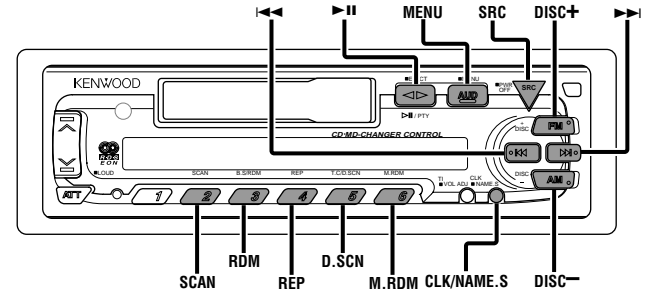 MENU SRC DISC+
KENWOOD
MENU
PWR
OFF
SRC
AUD
/ PTY
DISC
FM
CD•MD-CHANGER CONTROL
RDS
EON
LOUD
SCAN B.S/RDM REP T.C/D.SCN M.RDM
TI
VOL ADJ
CLK
NAME.S
DISC
AM
ATT
1 2 3 4 5 6
SCAN RDM REP D.SCN M.RDM CLK/NAME.S DISC−